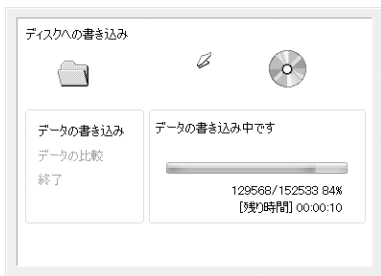 ディスクへの書き込み
データの書き込み
データの比較
終了
データの書き込み中です
129568/152533 84%
[残り時間] 00:00:10